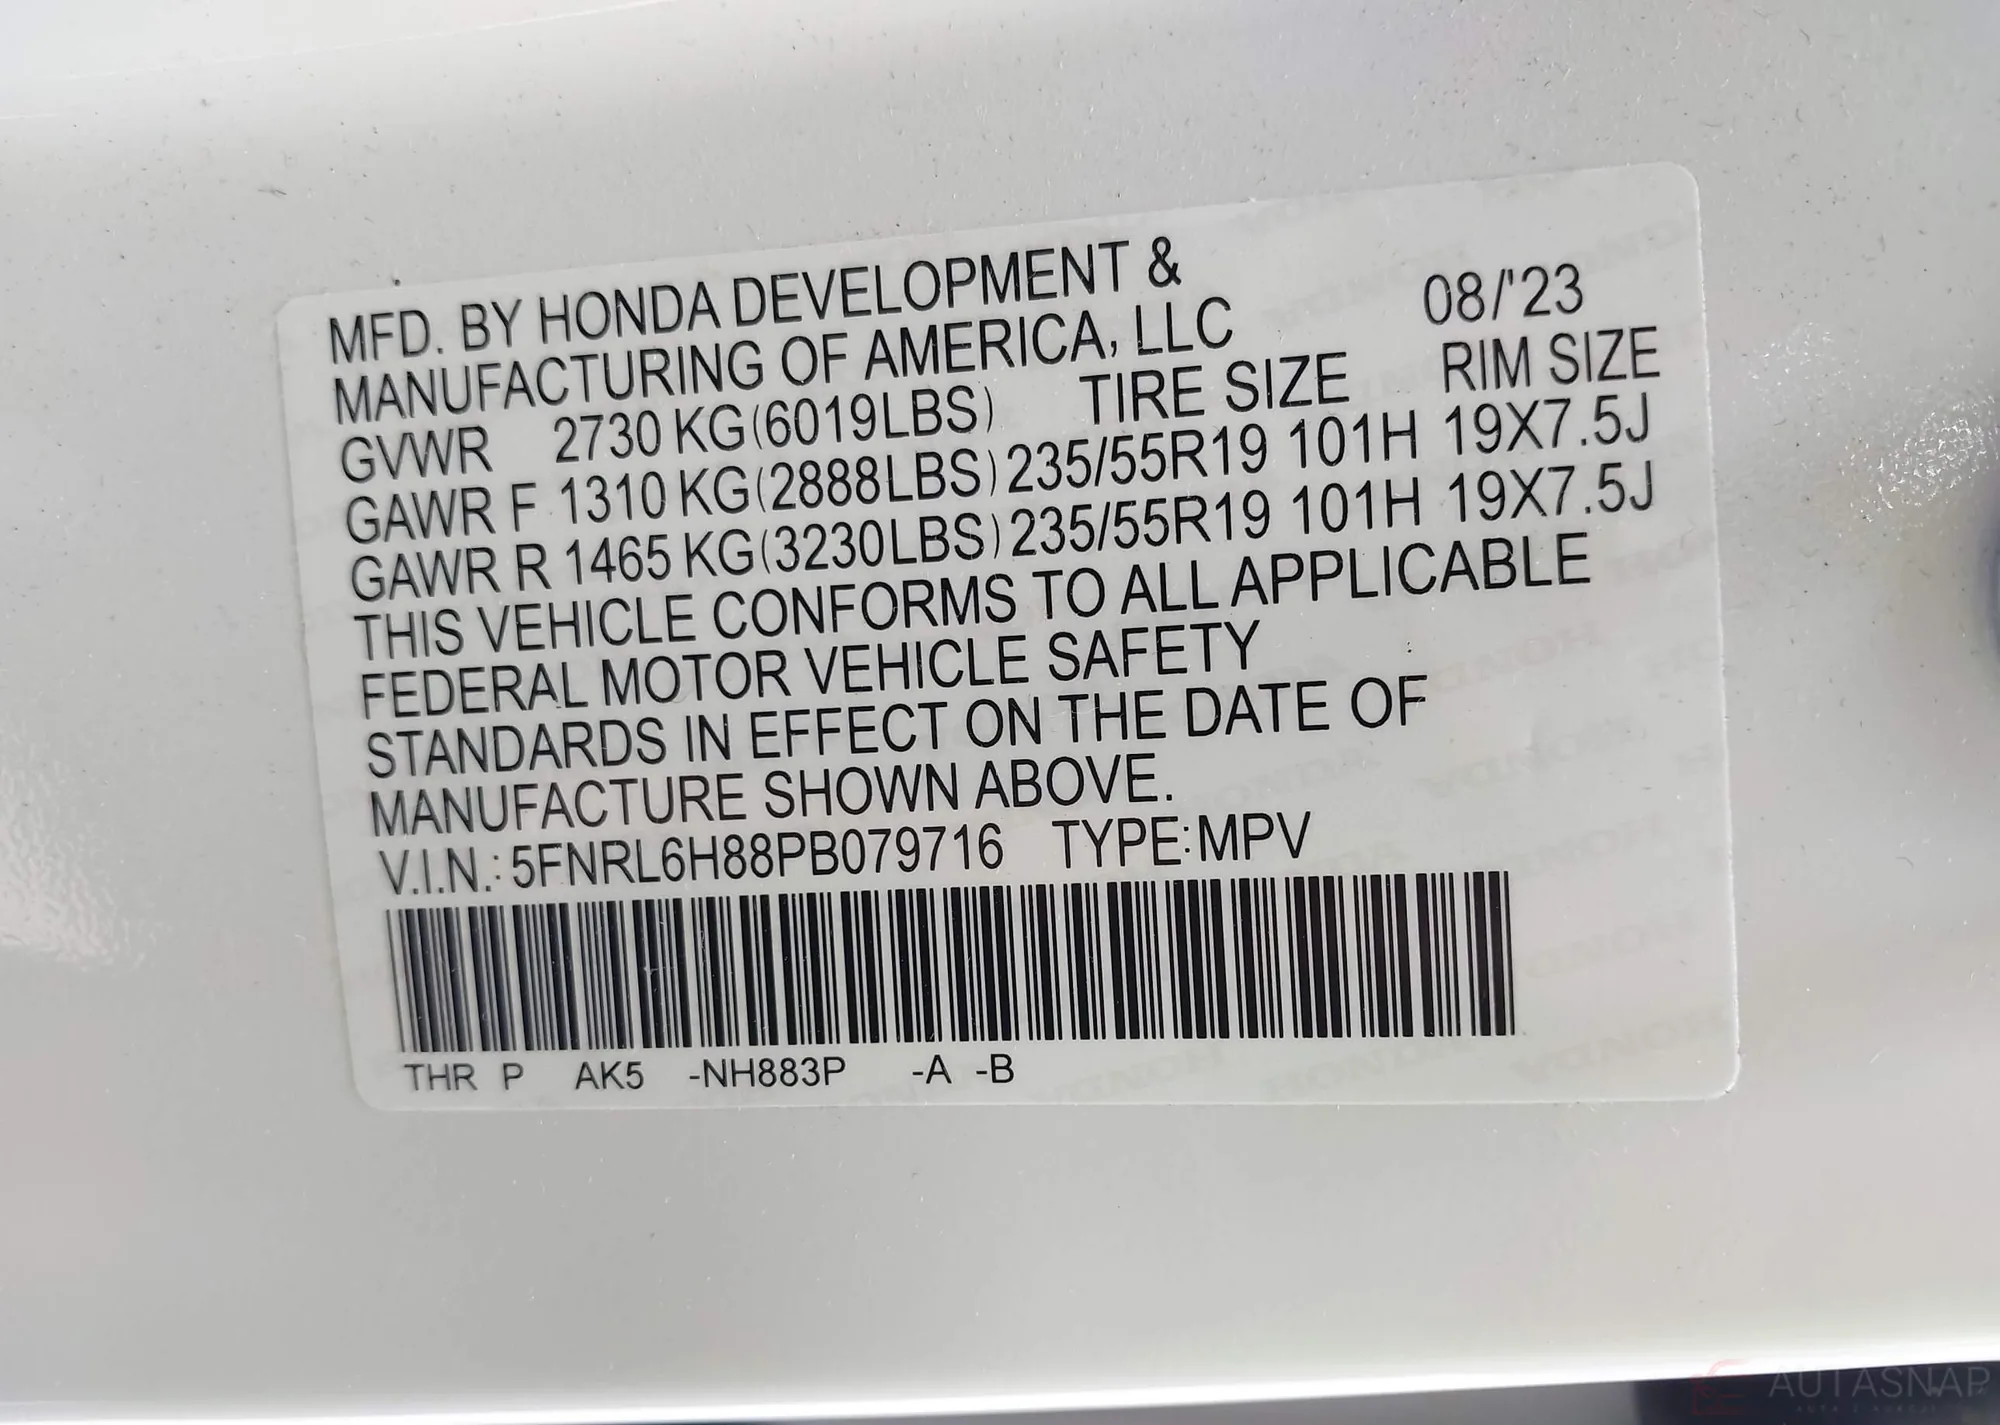 MFD. BY HONDA DEVELOPMENT &
MANUFACTURING OF AMERICA, LLC 08/'23
GVWR 2730 KG(6019LBS) TIRE SIZE RIM SIZE
GAWR F 1310 KG(2888LBS) 235/55R19 101H 19X7.5J
GAWR R 1465 KG(3230LBS) 235/55R19 101H 19X7.5J
THIS VEHICLE CONFORMS TO ALL APPLICABLE
FEDERAL MOTOR VEHICLE SAFETY
STANDARDS IN EFFECT ON THE DATE OF
MANUFACTURE SHOWN ABOVE.
V.I.N.: 5FNRL6H88PB079716 TYPE:MPV
THR P AK5 -NH883P -A -B
AUTASNAP